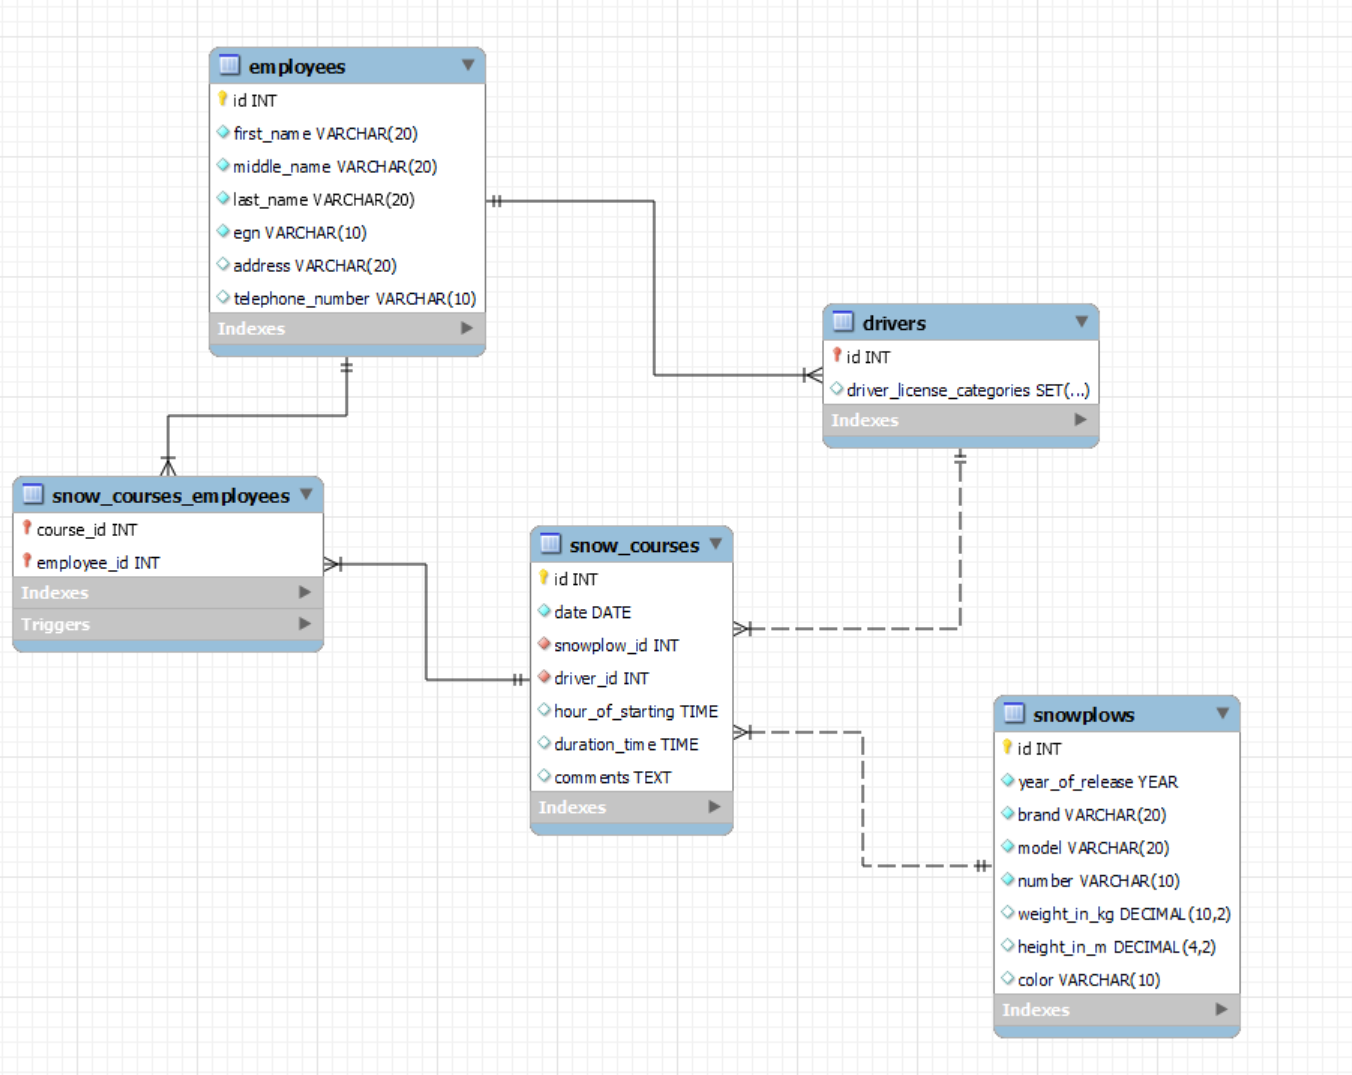 employees
id INT
first_name VARCHAR(20)
middle_name VARCHAR(20)
last_name VARCHAR(20)
egn VARCHAR(10)
address VARCHAR(20)
telephone_number VARCHAR(10)
Indexes
drivers
id INT
driver_license_categories SET(...)
Indexes
snow_courses_employees
course_id INT
employee_id INT
Indexes
Triggers
snow_courses
id INT
date DATE
snowplow_id INT
driver_id INT
hour_of_starting TIME
duration_time TIME
comments TEXT
Indexes
snowplows
id INT
year_of_release YEAR
brand VARCHAR(20)
model VARCHAR(20)
number VARCHAR(10)
weight_in_kg DECIMAL(10,2)
height_in_m DECIMAL(4,2)
color VARCHAR(10)
Indexes